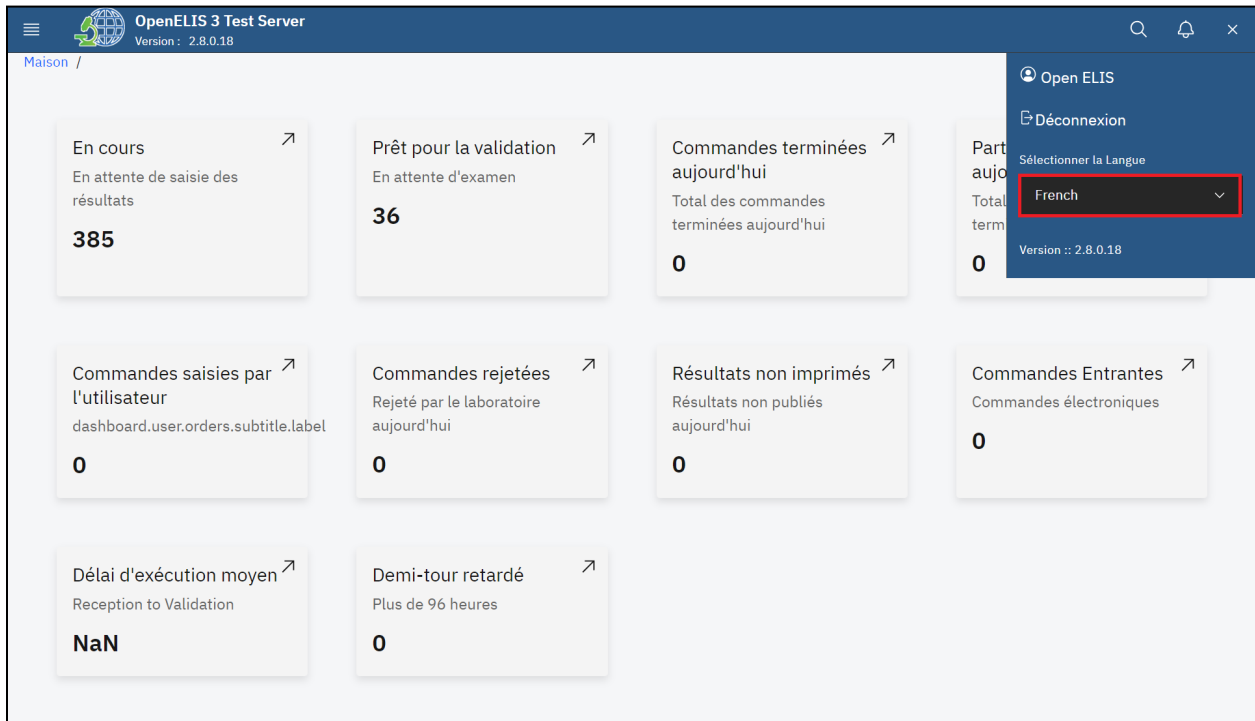 OpenELIS 3 Test Server
Version : 2.8.0.18
Maison /
Open ELIS
Déconnexion
Sélectionner la Langue
French
Version :: 2.8.0.18
En cours
En attente de saisie des
résultats
385
Prêt pour la validation
En attente d'examen
36
Commandes terminées
aujourd'hui
Total des commandes
terminées aujourd'hui
0
Part
aujo
Total
term
0
Commandes saisies par
l'utilisateur
dashboard.user.orders.subtitle.label
0
Commandes rejetées
Rejeté par le laboratoire
aujourd'hui
0
Résultats non imprimés
Résultats non publiés
aujourd'hui
0
Commandes Entrantes
Commandes électroniques
0
Délai d'exécution moyen
Reception to Validation
NaN
Demi-tour retardé
Plus de 96 heures
0